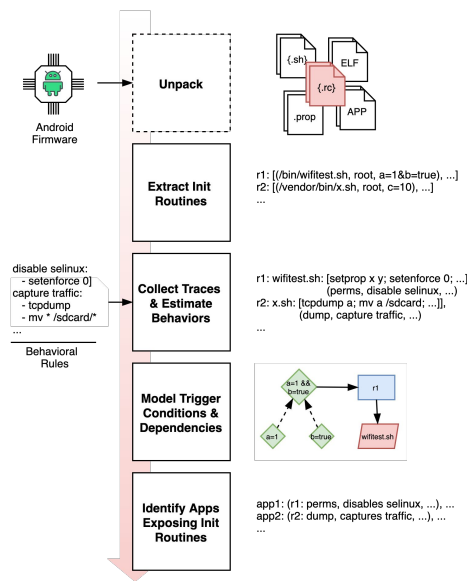 Unpack
{.sh}
ELF
{.rc}
.prop
APP
Android
Firmware
Extract Init
Routines
r1: [(/bin/wifitest.sh, root, a=1&b=true), ...]
r2: [(/vendor/bin/x.sh, root, c=10), ...]
...
disable selinux:
- setenforce 0]
capture traffic:
- tcpdump
- mv * /sdcard/*
...
Behavioral
Rules
Collect Traces
& Estimate
Behaviors
r1: wifitest.sh: [setprop x y; setenforce 0; ...]
(perms, disable selinux, ...)
r2: x.sh: [tcpdump a; mv a /sdcard; ...]],
(dump, capture traffic, ...)
...
Model Trigger
Conditions &
Dependencies
a=1 &&
b=true
r1
a=1
b=true
wifitest.sh
Identify Apps
Exposing Init
Routines
app1: (r1: perms, disables selinux, ...), ...
app2: (r2: dump, captures traffic, ...), ...
...